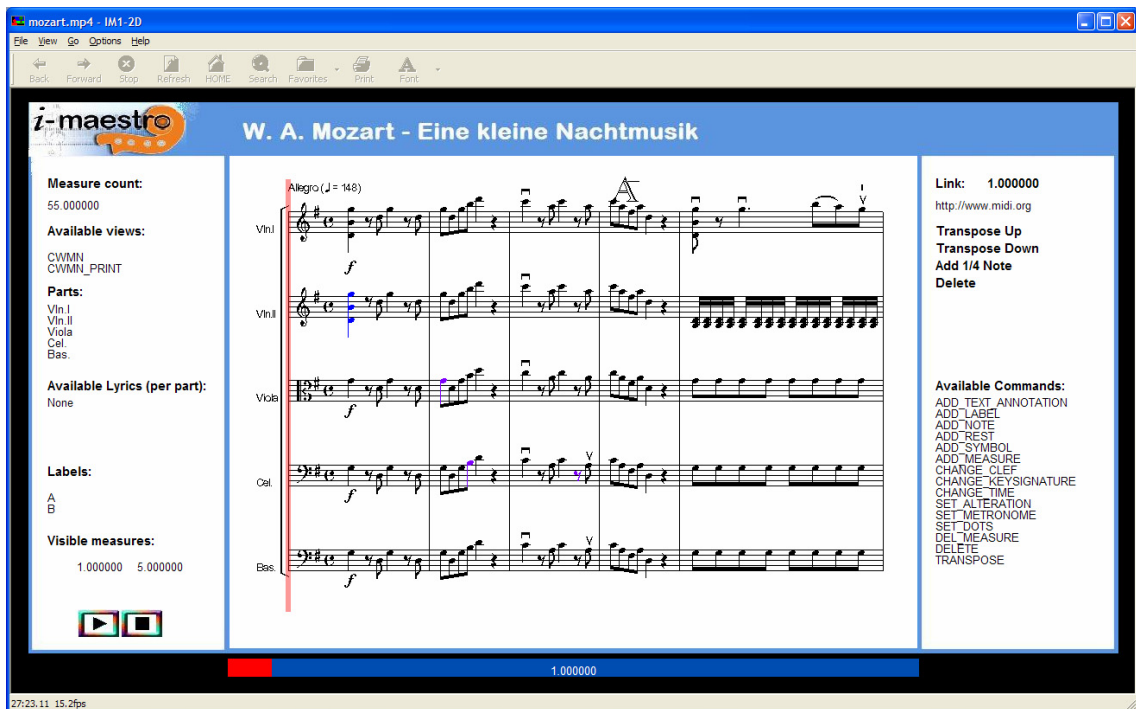 mozart.mp4 - IM1-2D
File View Go Options Help
Back Forward Stop Refresh HOME Search Favorites Print Font
i-maestro
W. A. Mozart - Eine kleine Nachtmusik
Measure count:
55.000000
Available views:
CWMN
CWMN_PRINT
Parts:
Vln.I
Vln.II
Viola
Cel.
Bas.
Available Lyrics (per part):
None
Labels:
A
B
Visible measures:
1.000000 5.000000
Allegro (♩ = 148)
A
Vln.I
f
Vln.II
Viola
f
Cel.
f
Bas.
f
Link: 1.000000
http://www.midi.org
Transpose Up
Transpose Down
Add 1/4 Note
Delete
Available Commands:
ADD_TEXT_ANNOTATION
ADD_LABEL
ADD_NOTE
ADD_REST
ADD_SYMBOL
ADD_MEASURE
CHANGE_CLEF
CHANGE_KEYSIGNATURE
CHANGE_TIME
SET_ALTERATION
SET_METRONOME
SET_DOTS
DEL_MEASURE
DELETE
TRANSPOSE
1.000000
27:23.11 15.2fps